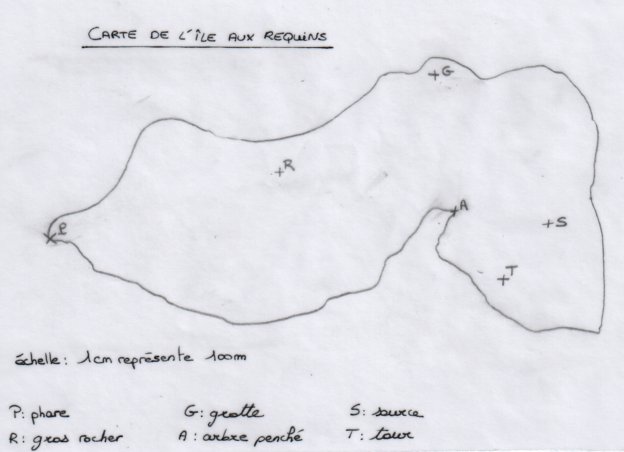 CARTE DE L'ÎLE AUX REQUINS
G
R
A
P
S
T
échelle: 1cm représente 100m
P: phare G: grotte S: source
R: gros rocher A: arbre penché T: tour